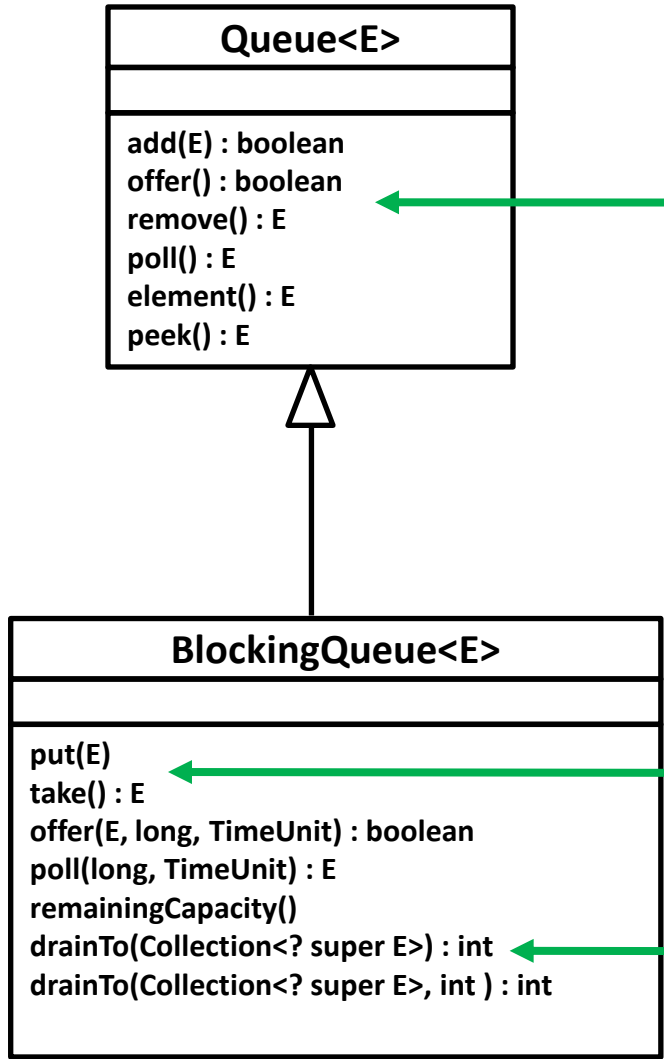 Queue<E>
add(E) : boolean
offer() : boolean
remove() : E
poll() : E
element() : E
peek() : E
BlockingQueue<E>
put(E)
take() : E
offer(E, long, TimeUnit) : boolean
poll(long, TimeUnit) : E
remainingCapacity()
drainTo(Collection<? super E>) : int
drainTo(Collection<? super E>, int ) : int